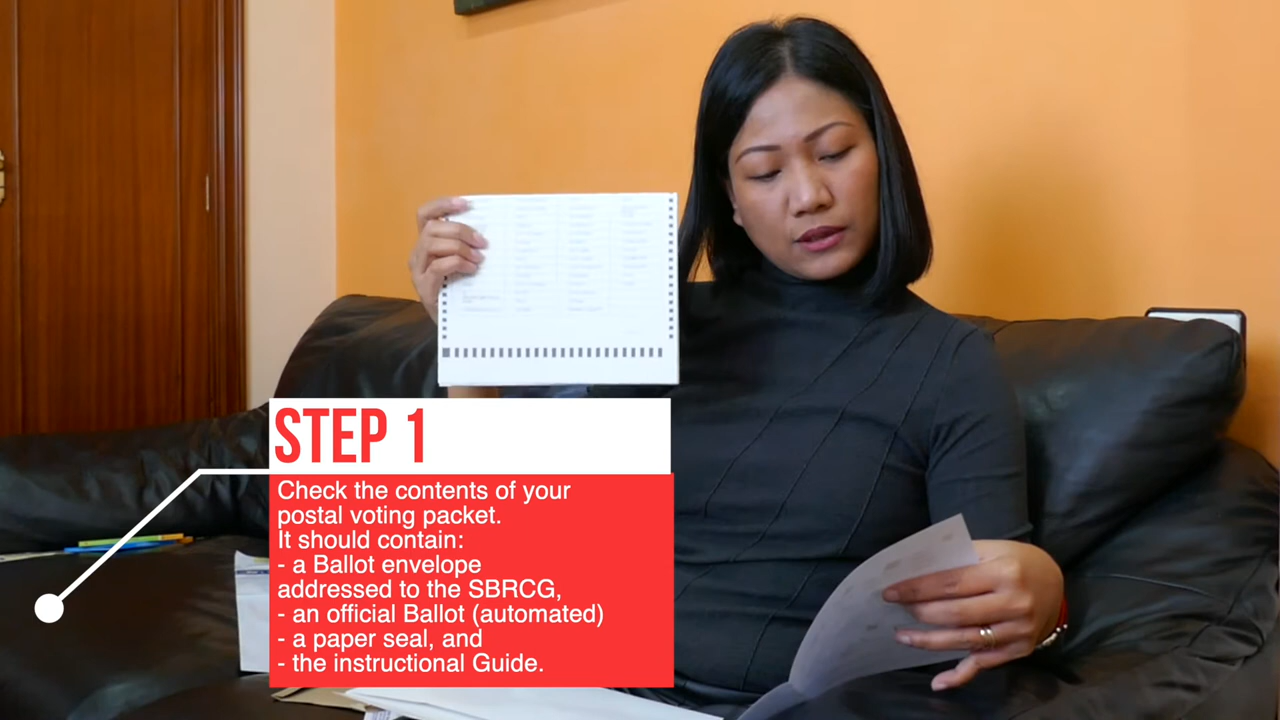 STEP 1
Check the contents of your
postal voting packet.
It should contain:
- a Ballot envelope
addressed to the SBRCG,
- an official Ballot (automated)
- a paper seal, and
- the instructional Guide.